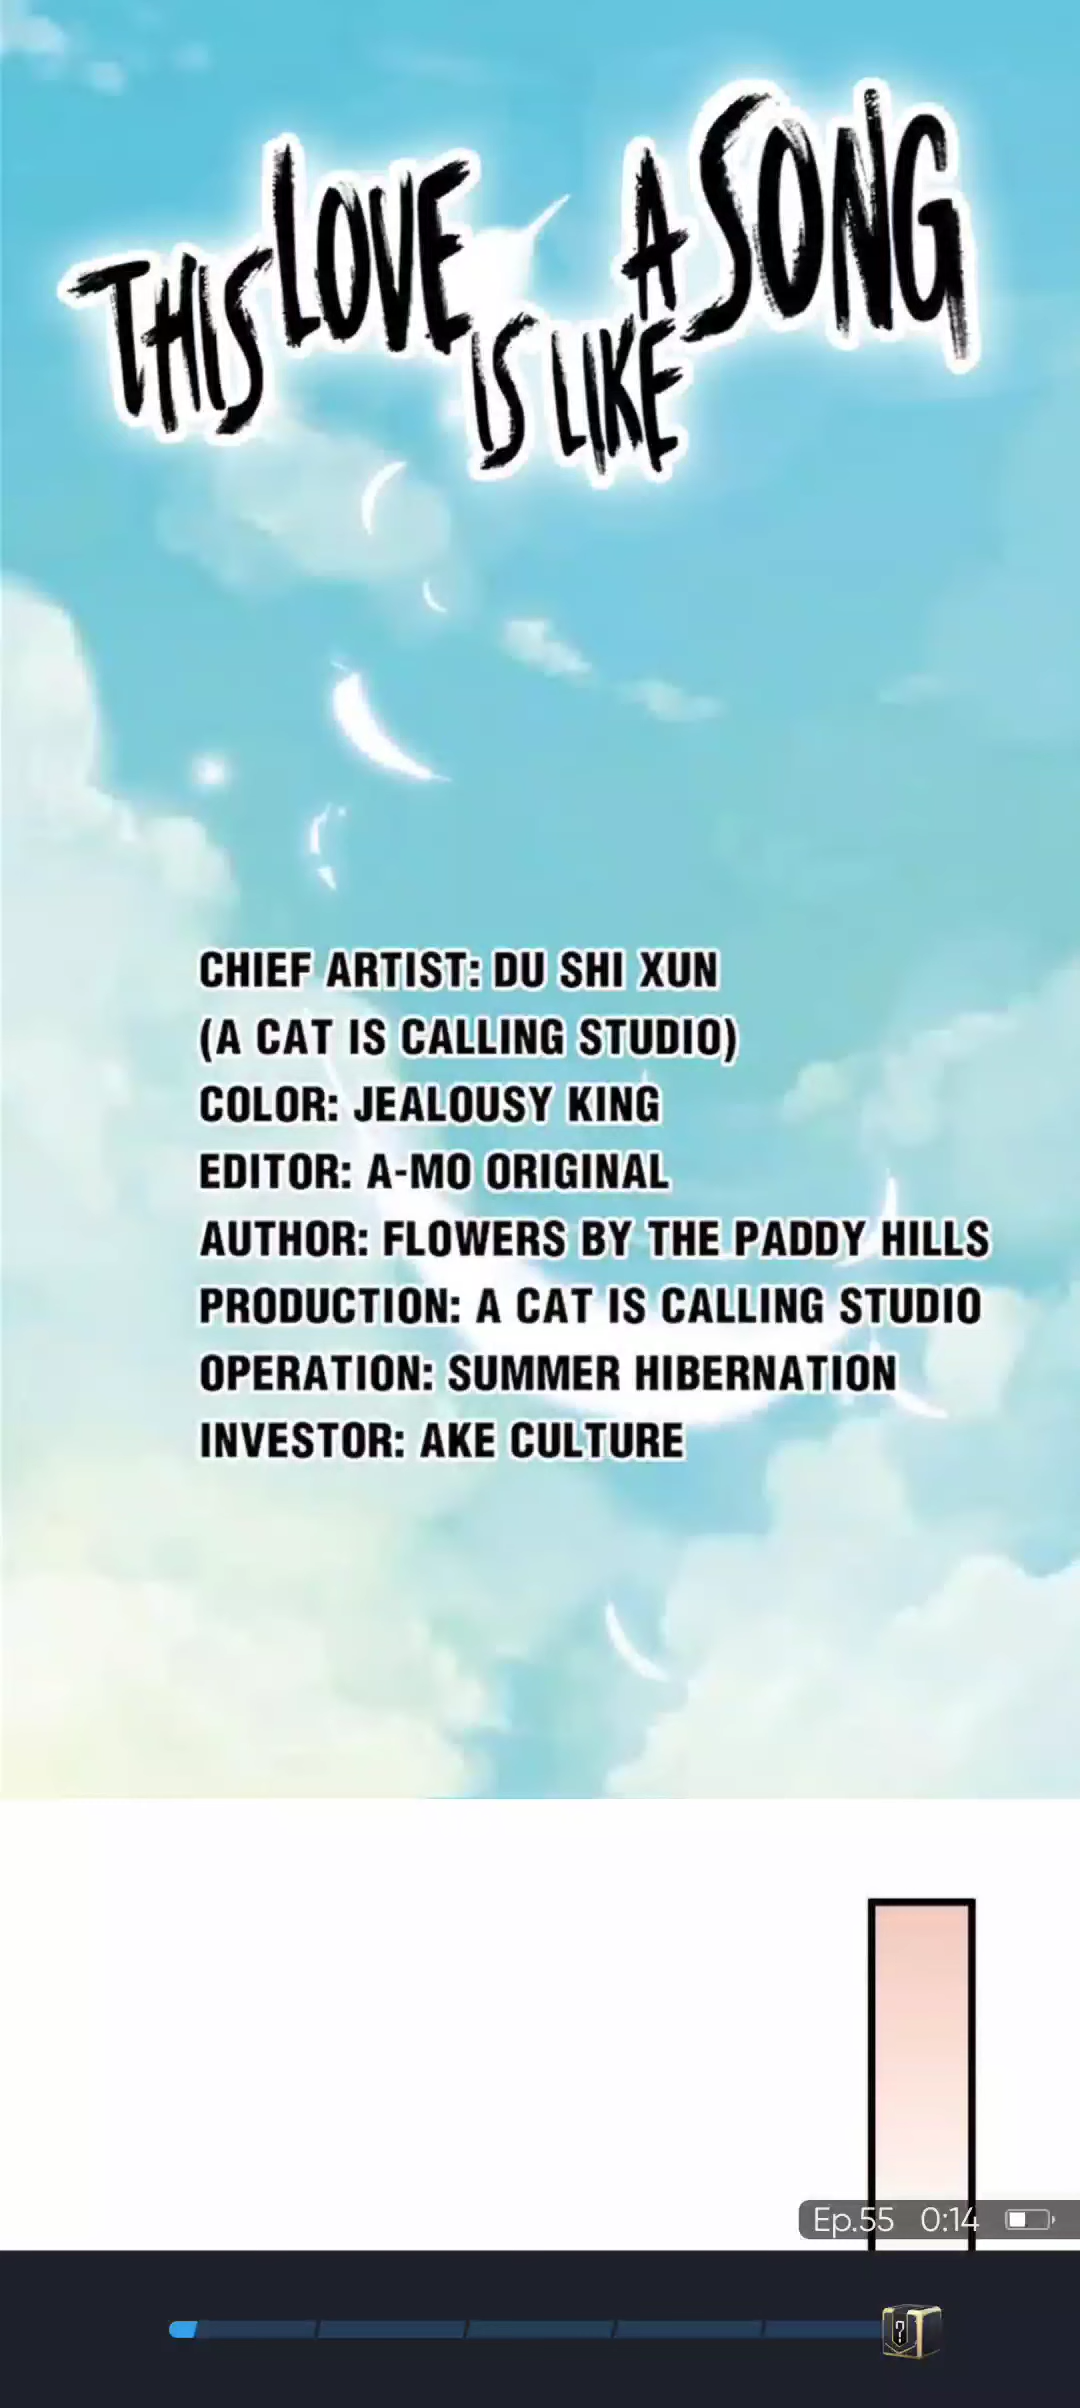 THIS LOVE IS LIKE A SONG
CHIEF ARTIST: DU SHI XUN
(A CAT IS CALLING STUDIO)
COLOR: JEALOUSY KING
EDITOR: A-MO ORIGINAL
AUTHOR: FLOWERS BY THE PADDY HILLS
PRODUCTION: A CAT IS CALLING STUDIO
OPERATION: SUMMER HIBERNATION
INVESTOR: AKE CULTURE
Ep.55 0:14
?